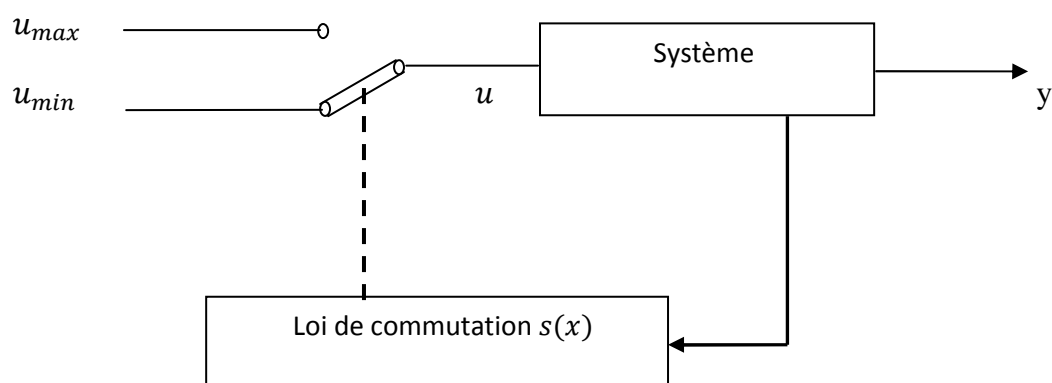 u_max
Système
u_min
u
y
Loi de commutation s(x)